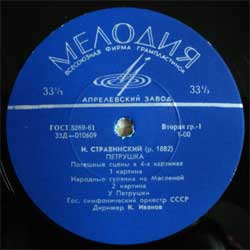 МЕЛОДИЯ
ВСЕСОЮЗНАЯ ФИРМА ГРАМПЛАСТИНОК
33⅓ 33⅓
АПРЕЛЕВСКИЙ ЗАВОД
ГОСТ 5289-61 Вторая гр.-1
33Д—010609 1-00
И. СТРАВИНСКИЙ (р. 1882)
ПЕТРУШКА
Потешные сцены в 4-х картинах
1 картина
Народные гуляния на Масленой
2 картина
У Петрушки
Гос. симфонический оркестр СССР
Дирижер К. Иванов